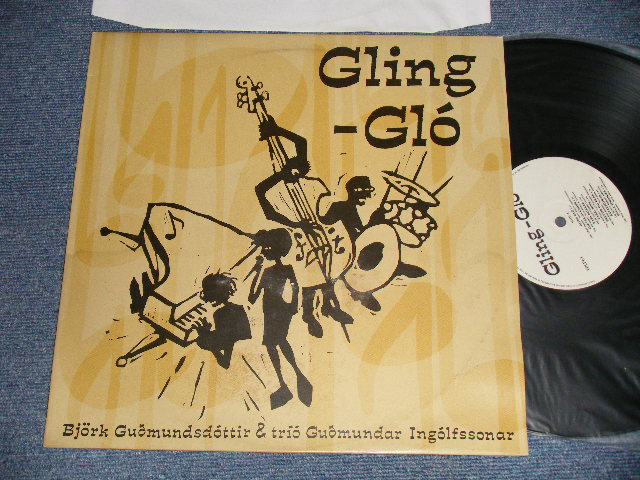 Gling
-Gló
Björk Guðmundsdóttir & tríó Guðmundar Ingólfssonar
Gling-Gló